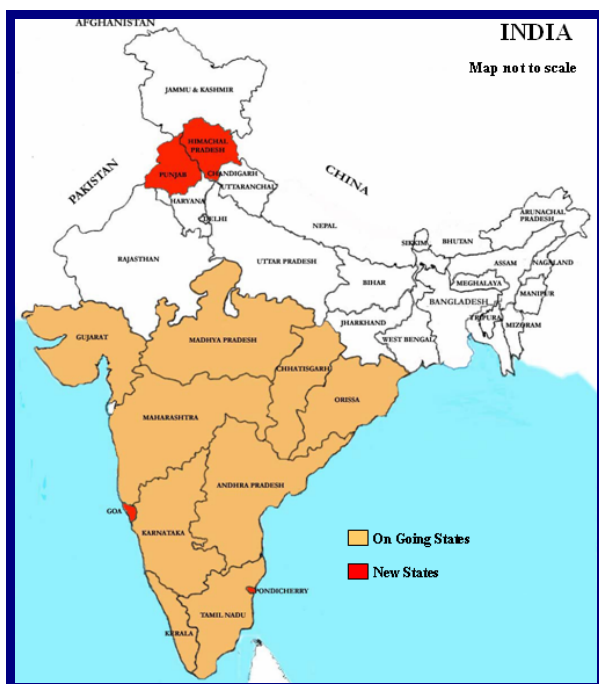 AFGHANISTAN
INDIA
Map not to scale
JAMMU & KASHMIR
HIMACHAL
PRADESH
PAKISTAN
PUNJAB
CHANDIGARH
UTTARANCHAL
CHINA
HARYANA
DELHI
ARUNACHAL
PRADESH
NEPAL
SIKKIM
BHUTAN
RAJASTHAN
UTTAR PRADESH
ASSAM
NAGALAND
BIHAR
MEGHALAYA
MANIPUR
BANGLADESH
GUJARAT
MADHYA PRADESH
JHARKHAND
WEST BENGAL
TRIPURA
MIZORAM
CHHATISGARH
ORISSA
MAHARASHTRA
ANDHRA PRADESH
GOA
KARNATAKA
On Going States
New States
PONDICHERRY
TAMIL NADU
KERALA